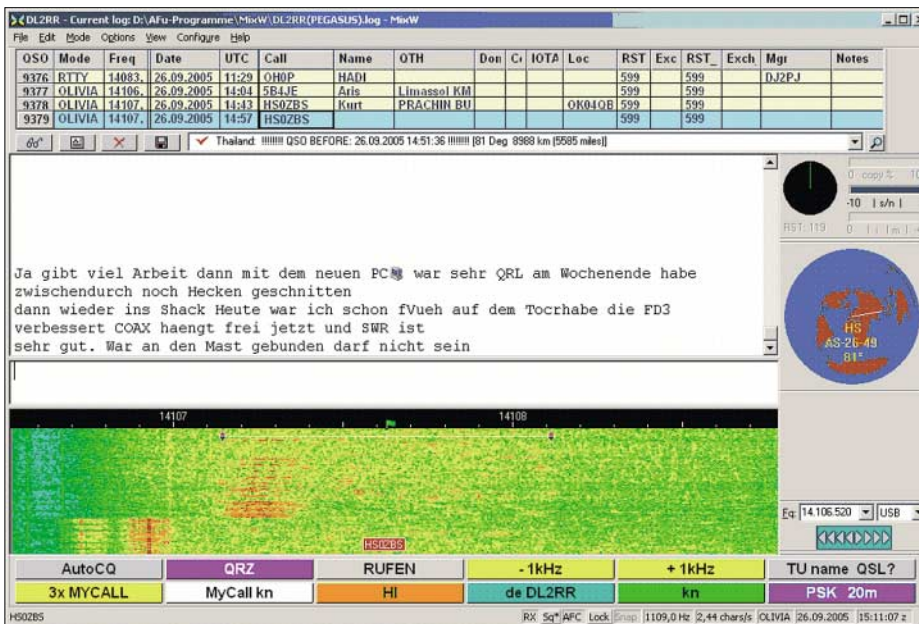 DL2RR - Current log: D:\AFu-Programme\MixW\DL2RR(PEGASUS).log - MixW
File Edit Mode Options View Configure Help
QSO Mode Freq Date UTC Call Name QTH Don IOTA Loc RST Exc RST_ Exch Mgr Notes
9376 RTTY 14083. 26.09.2005 11:29 OH0P HADI 599 599 DJ2PJ
9377 OLIVIA 14106. 26.09.2005 14:04 5B4JE Aris Limassol KM 599 599
9378 OLIVIA 14107. 26.09.2005 14:43 HS0ZBS Kurt PRACHIN BU OK04QB 599 599
9379 OLIVIA 14107. 26.09.2005 14:57 HS0ZBS 599 599
Thailand: !!!!!!!! QSO BEFORE: 26.09.2005 14:51:36 !!!!!!!! [81 Deg 8988 km (5585 miles)]
0 copy% 10
-10 | s/n |
RST: 119
Ja gibt viel Arbeit dann mit dem neuen PC war sehr QRL am Wochenende habe
zwischendurch noch Hecken geschnitten
dann wieder ins Shack Heute war ich schon fVueh auf dem Tocrhabe die FD3
verbessert COAX haengt frei jetzt und SWR ist
sehr gut. War an den Mast gebunden darf nicht sein
HS
AS-26-49
81°
14107 14108
HS0ZBS
Fq: 14.106.520 USB
AutoCQ QRZ RUFEN - 1kHz + 1kHz TU name QSL?
3x MYCALL MyCall kn HI de DL2RR kn PSK 20m
HS0ZBS RX Sq* AFC Lock Snap 1109,0 Hz 2,44 chars/s OLIVIA 26.09.2005 15:11:07 z